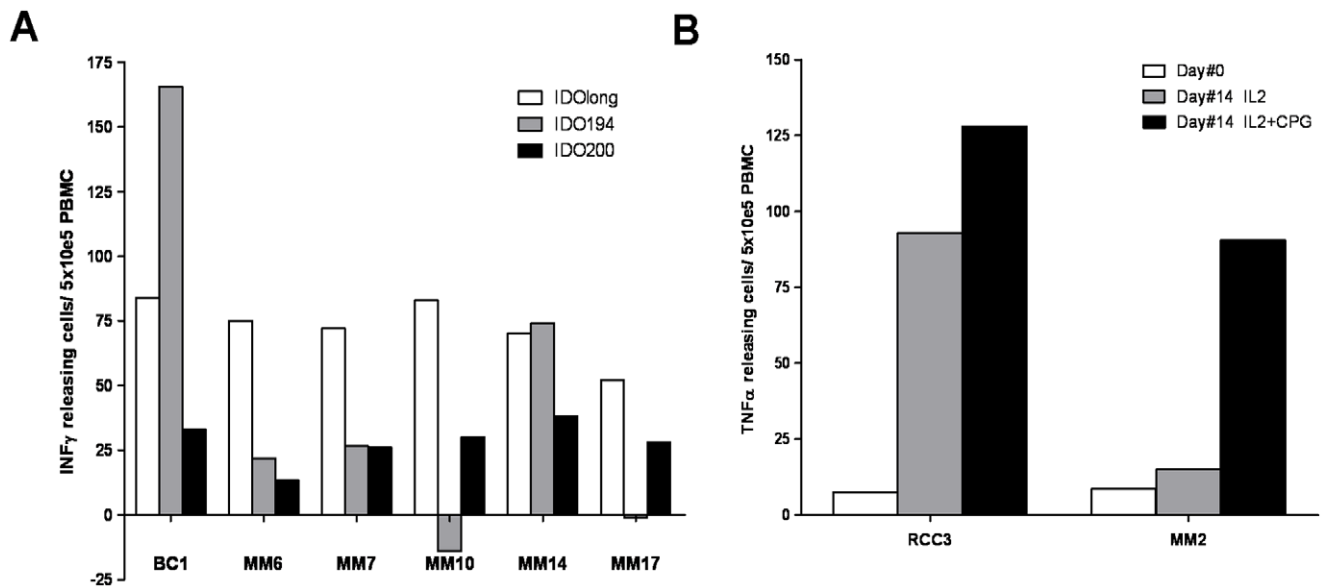 A
INFγ releasing cells/ 5x10e5 PBMC
175
150
125
100
75
50
25
0
-25
IDOlong
IDO194
IDO200
BC1 MM6 MM7 MM10 MM14 MM17
B
TNFα releasing cells/ 5x10e5 PBMC
150
125
100
75
50
25
0
Day#0
Day#14 IL2
Day#14 IL2+CPG
RCC3 MM2